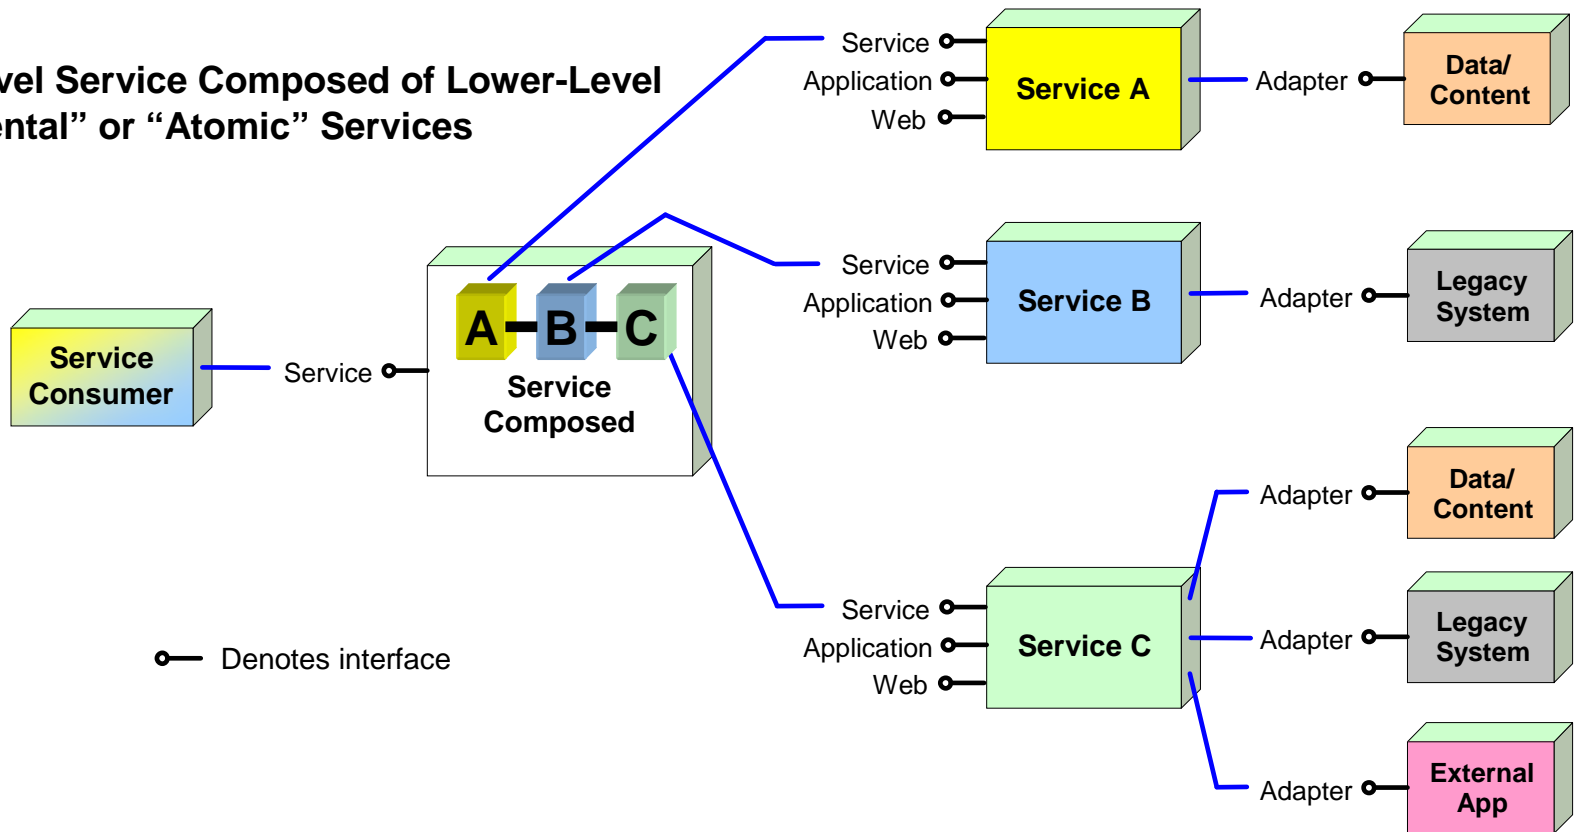 vel Service Composed of Lower-Level
ental” or “Atomic” Services
Service
Application
Web
Service A
Adapter
Data/
Content
Service
Application
Web
Service B
Adapter
Legacy
System
Service
Consumer
Service
A
B
C
Service
Composed
Service
Application
Web
Service C
Adapter
Data/
Content
Adapter
Legacy
System
Adapter
External
App
Denotes interface